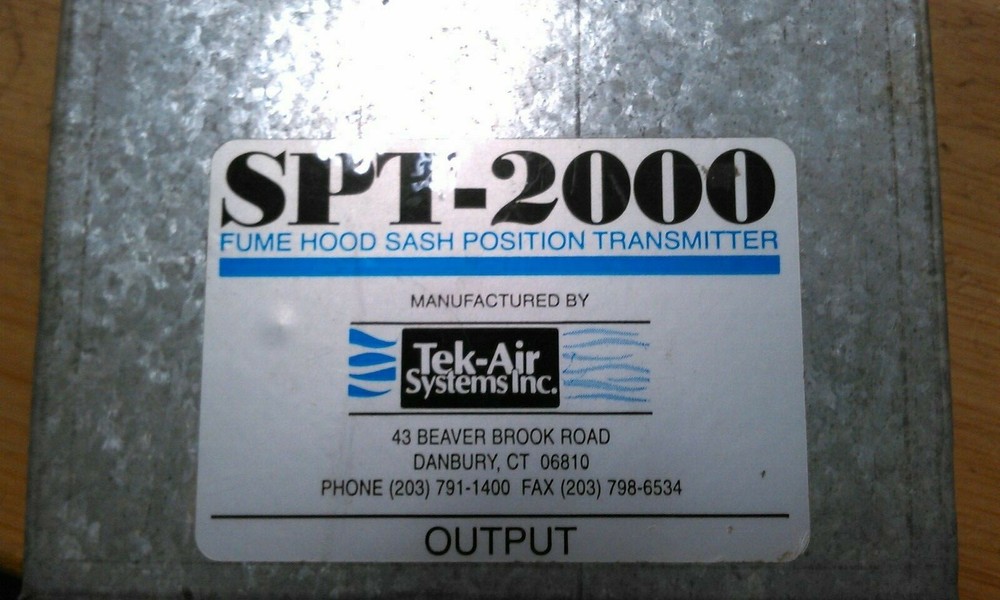 SPT-2000
FUME HOOD SASH POSITION TRANSMITTER
MANUFACTURED BY
Tek-Air
Systems Inc.
43 BEAVER BROOK ROAD
DANBURY, CT 06810
PHONE (203) 791-1400 FAX (203) 798-6534
OUTPUT